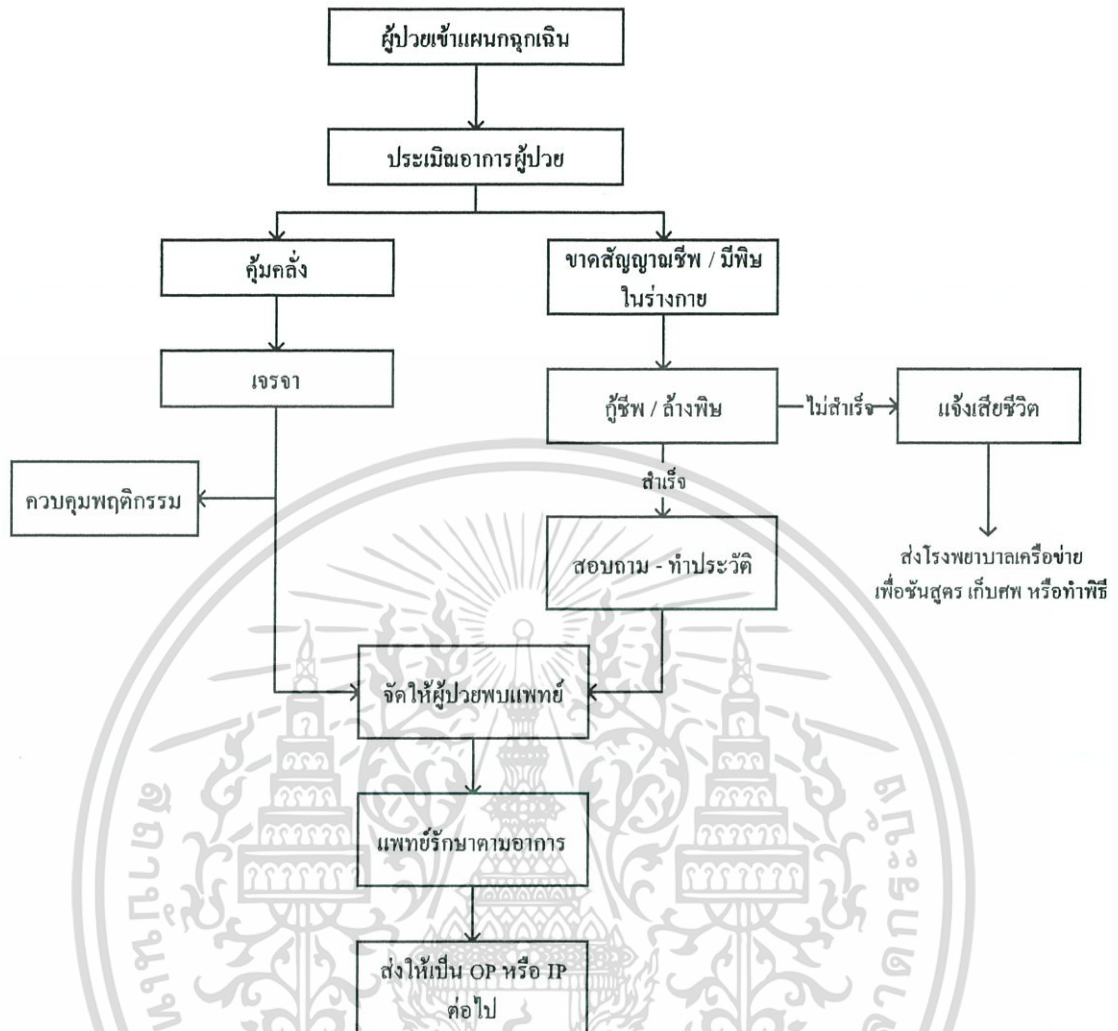 ผู้ป่วยเข้าแผนกฉุกเฉิน
ประเมิณอาการผู้ป่วย
คุ้มคลั่ง
ขาดสัญญาณชีพ / มีพิษ
ในร่างกาย
เจรจา
กู้ชีพ / ล้างพิษ
ไม่สำเร็จ
แจ้งเสียชีวิต
ควบคุมพฤติกรรม
สำเร็จ
สอบถาม - ทำประวัติ
ส่งโรงพยาบาลเครือข่าย
เพื่อชันสูตร เก็บศพ หรือทำพิธี
จัดให้ผู้ป่วยพบแพทย์
แพทย์รักษาตามอาการ
ส่งให้เป็น OP หรือ IP
ต่อไป